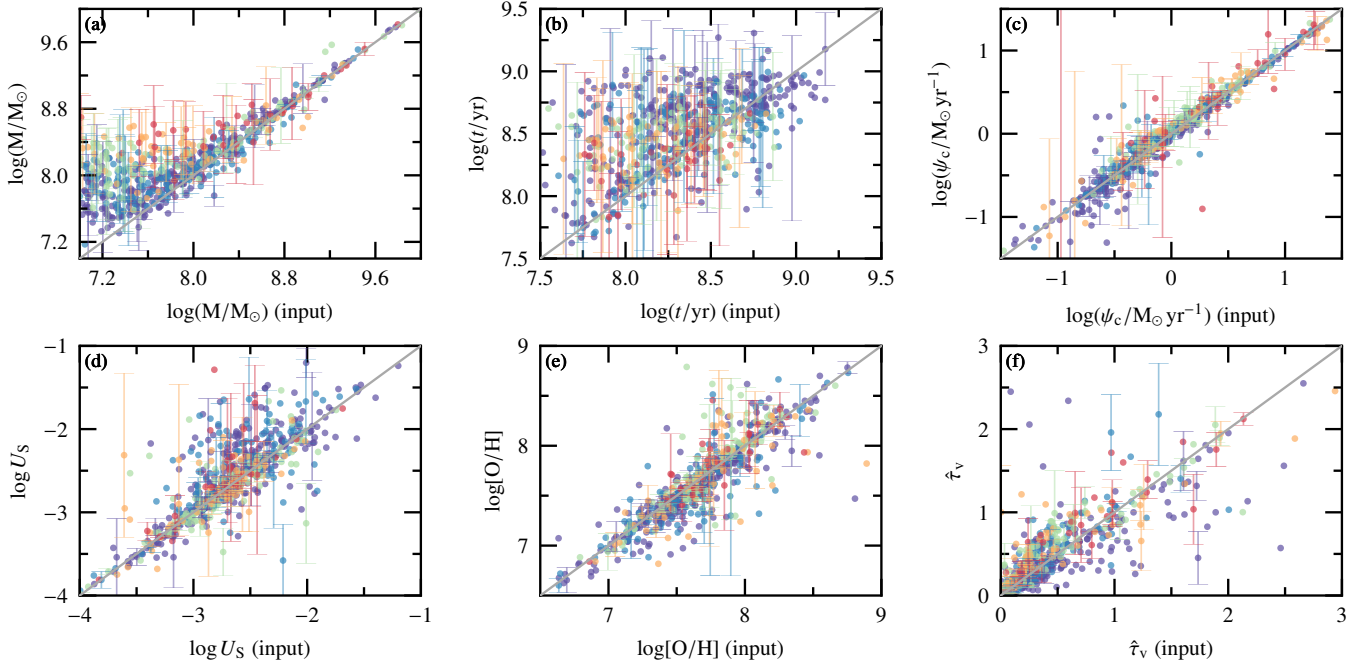 (a)
9.6
8.8
8.0
7.2
log(M/M⊙)
7.2 8.0 8.8 9.6
log(M/M⊙) (input)
(b)
9.5
9.0
8.5
8.0
7.5
log(t/yr)
7.5 8.0 8.5 9.0 9.5
log(t/yr) (input)
(c)
1
0
−1
log(ψc/M⊙ yr⁻¹)
−1 0 1
log(ψc/M⊙ yr⁻¹) (input)
(d)
−1
−2
−3
−4
log US
−4 −3 −2 −1
log US (input)
(e)
9
8
7
log[O/H]
7 8 9
log[O/H] (input)
(f)
3
2
1
0
τ̂v
0 1 2 3
τ̂v (input)